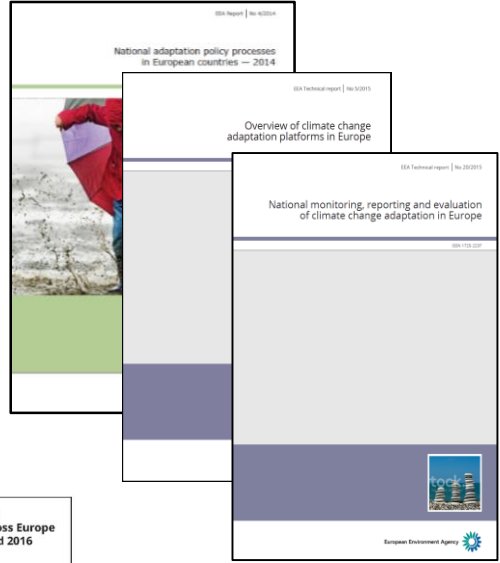 EEA Report | No 4/2014
National adaptation policy processes
in European countries — 2014
EEA Technical report | No 5/2015
Overview of climate change
adaptation platforms in Europe
EEA Technical report | No 20/2015
National monitoring, reporting and evaluation
of climate change adaptation in Europe
ISSN 1725-2237
stock
European Environment Agency
oss Europe
d 2016